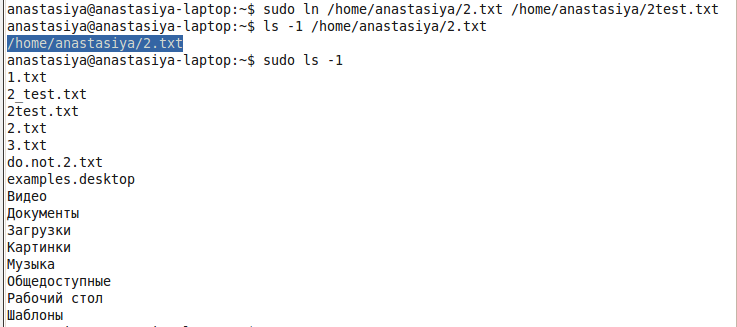 anastasiya@anastasiya-laptop:~$ sudo ln /home/anastasiya/2.txt /home/anastasiya/2test.txt
anastasiya@anastasiya-laptop:~$ ls -1 /home/anastasiya/2.txt
/home/anastasiya/2.txt
anastasiya@anastasiya-laptop:~$ sudo ls -1
1.txt
2_test.txt
2test.txt
2.txt
3.txt
do.not.2.txt
examples.desktop
Видео
Документы
Загрузки
Картинки
Музыка
Общедоступные
Рабочий стол
Шаблоны